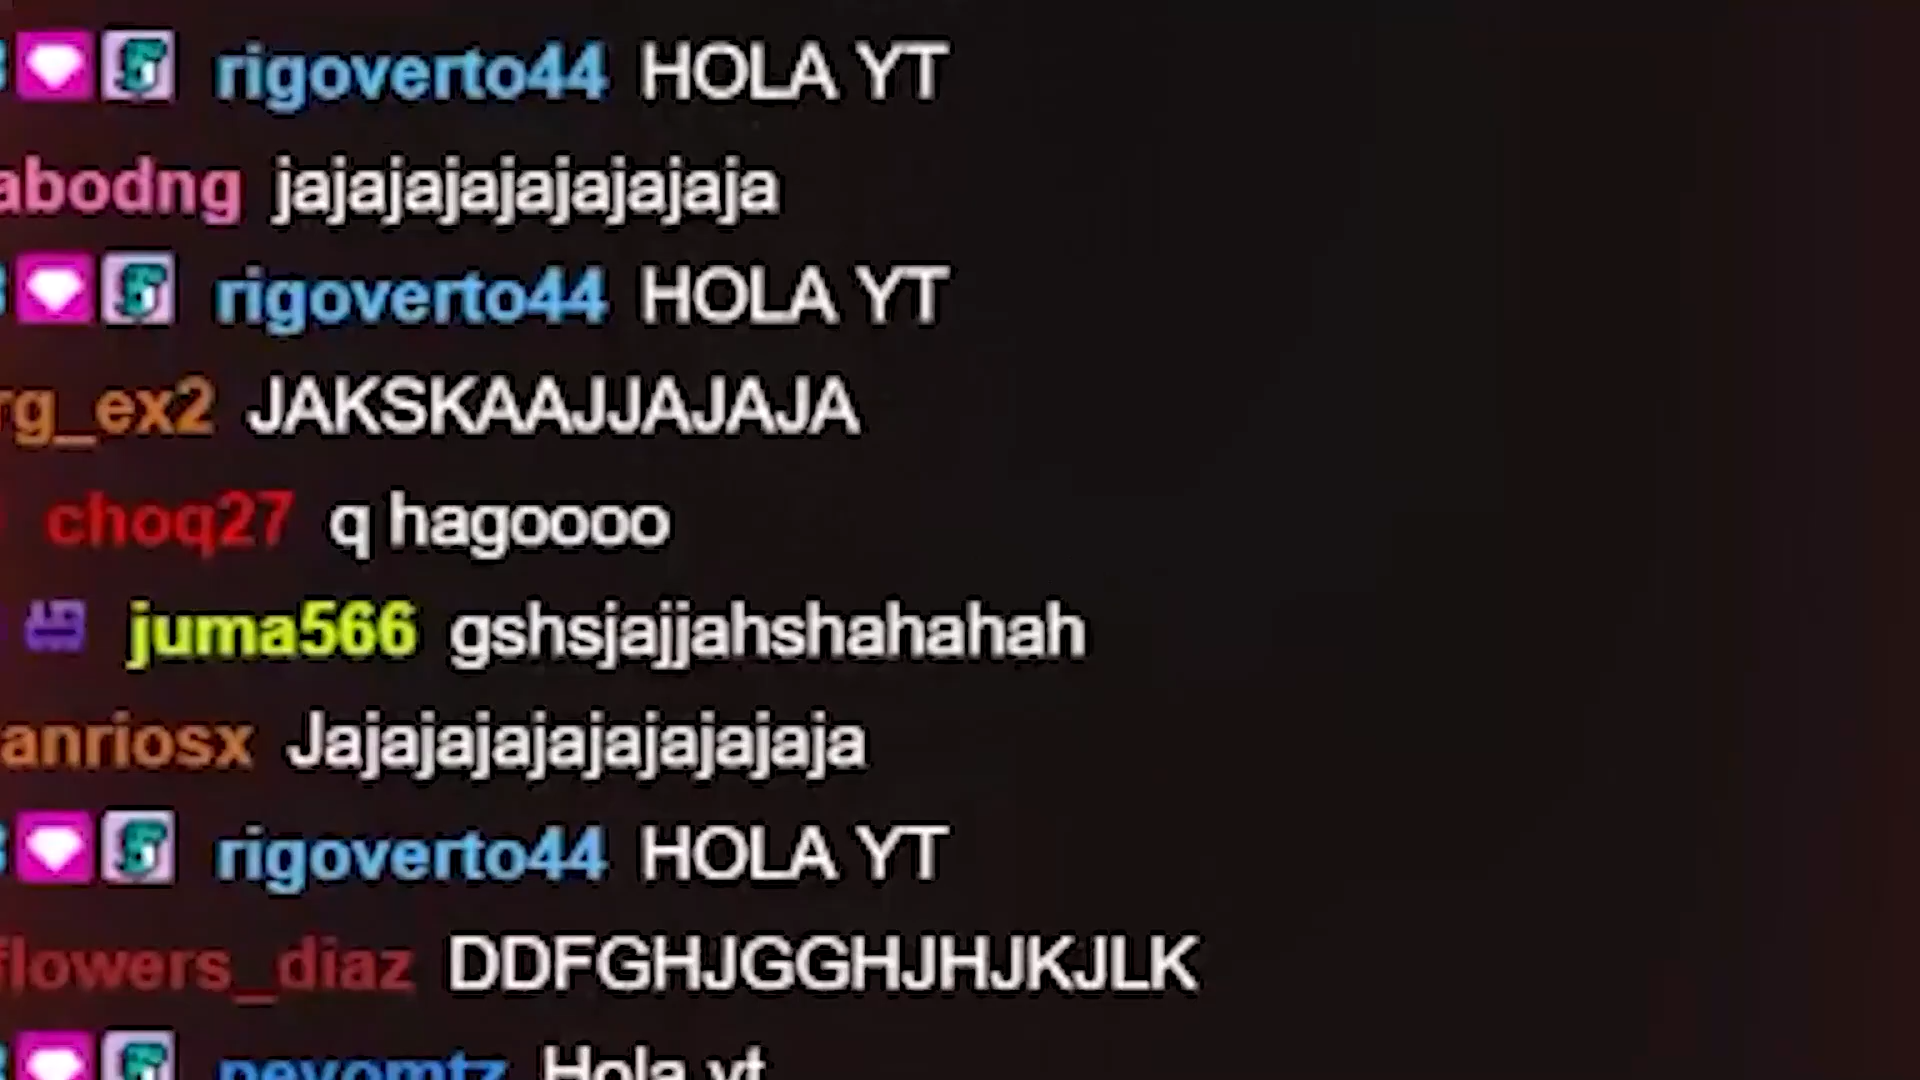 rigoverto44 HOLA YT
abodng jajajajajajajajaja
rigoverto44 HOLA YT
rg_ex2 JAKSKAAJJAJAJA
choq27 q hagoooo
juma566 gshsjajjahshahahah
anriosx Jajajajajajajajajaja
rigoverto44 HOLA YT
flowers_diaz DDFGHJGGHJHJKJLK
peyomtz Hola yt